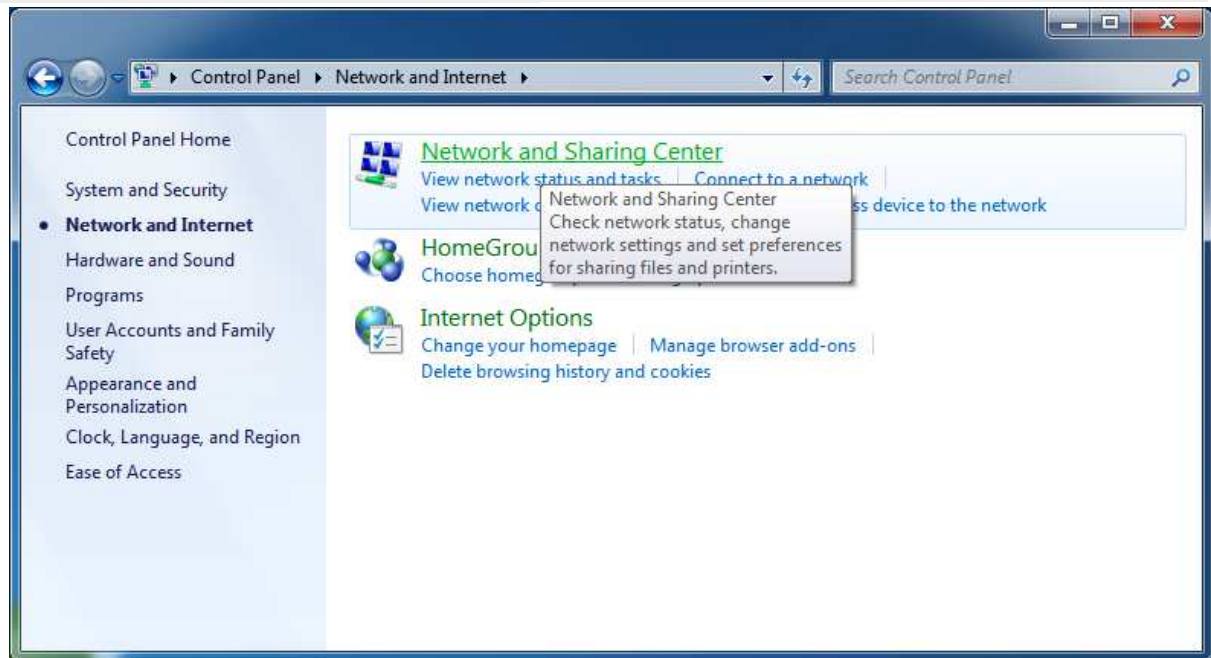 Control Panel ▸ Network and Internet ▸
Search Control Panel
Control Panel Home
System and Security
• Network and Internet
Hardware and Sound
Programs
User Accounts and Family
Safety
Appearance and
Personalization
Clock, Language, and Region
Ease of Access
Network and Sharing Center
View network status and tasks | Connect to a network
View network device to the network
Network and Sharing Center
Check network status, change
network settings and set preferences
for sharing files and printers.
Choose
Internet Options
Change your homepage | Manage browser add-ons
Delete browsing history and cookies